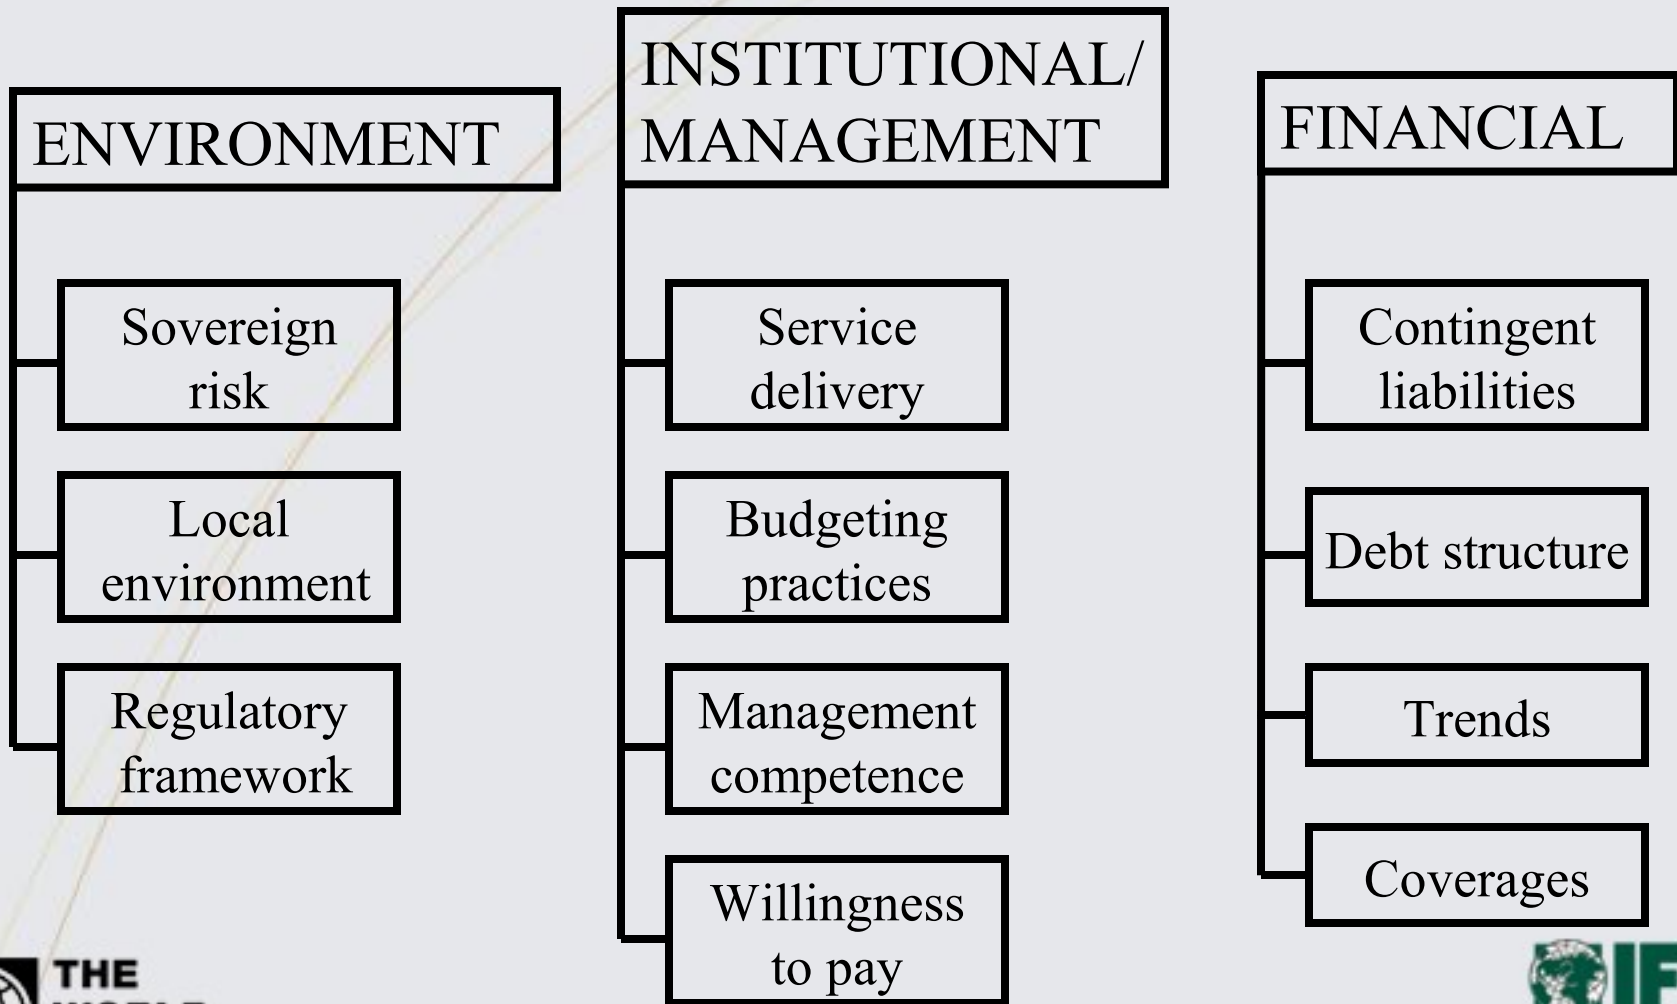 ENVIRONMENT
Sovereign
risk
Local
environment
Regulatory
framework
INSTITUTIONAL/
MANAGEMENT
Service
delivery
Budgeting
practices
Management
competence
Willingness
to pay
FINANCIAL
Contingent
liabilities
Debt structure
Trends
Coverages
THE